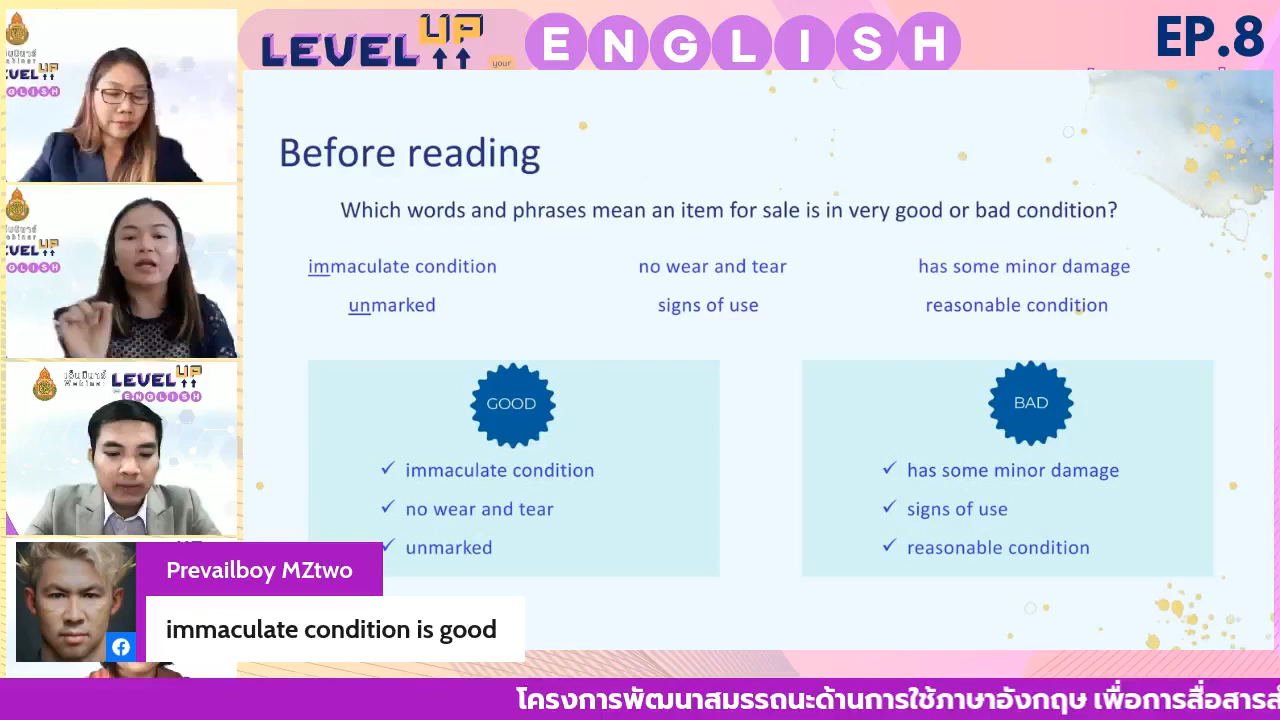 LEVEL UP
your
ENGLISH
EP.8
Before reading
Which words and phrases mean an item for sale is in very good or bad condition?
immaculate condition
no wear and tear
has some minor damage
unmarked
signs of use
reasonable condition
GOOD
✓ immaculate condition
✓ no wear and tear
✓ unmarked
BAD
✓ has some minor damage
✓ signs of use
✓ reasonable condition
LEVEL UP
ENGLISH
Prevailboy MZtwo
immaculate condition is good
โครงการพัฒนาสมรรถนะด้านการใช้ภาษาอังกฤษ เพื่อการสื่อสาร